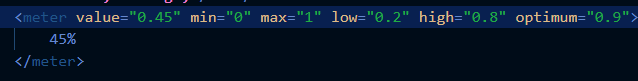 <meter value="0.45" min="0" max="1" low="0.2" high="0.8" optimum="0.9">
45%
</meter>